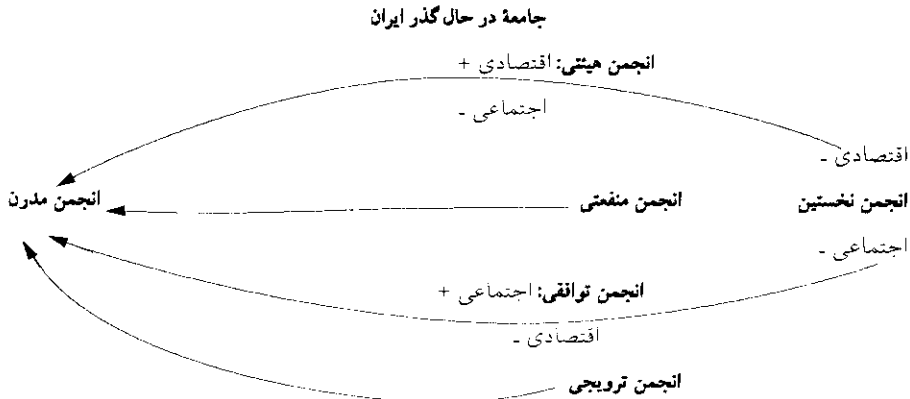 جامعهٔ در حال گذر ایران
انجمن هیئتی: اقتصادی +
اجتماعی -
اقتصادی -
انجمن نخستین
انجمن منفعتی
انجمن مدرن
اجتماعی -
انجمن توافقی: اجتماعی +
اقتصادی -
انجمن ترویجی